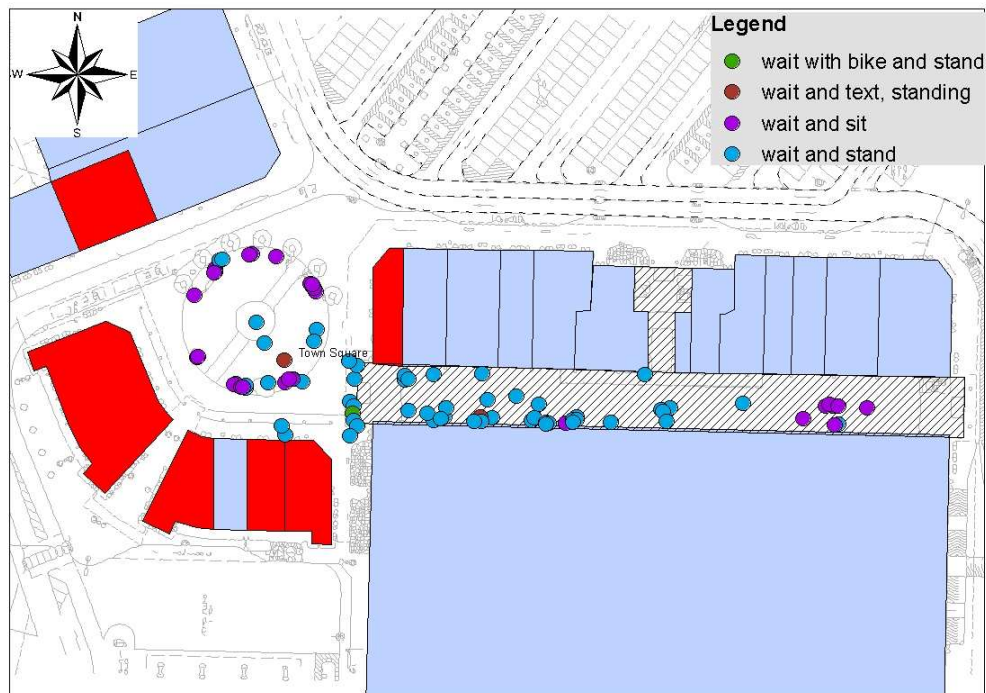 N
W E
S
Legend
wait with bike and stand
wait and text, standing
wait and sit
wait and stand
Town Square